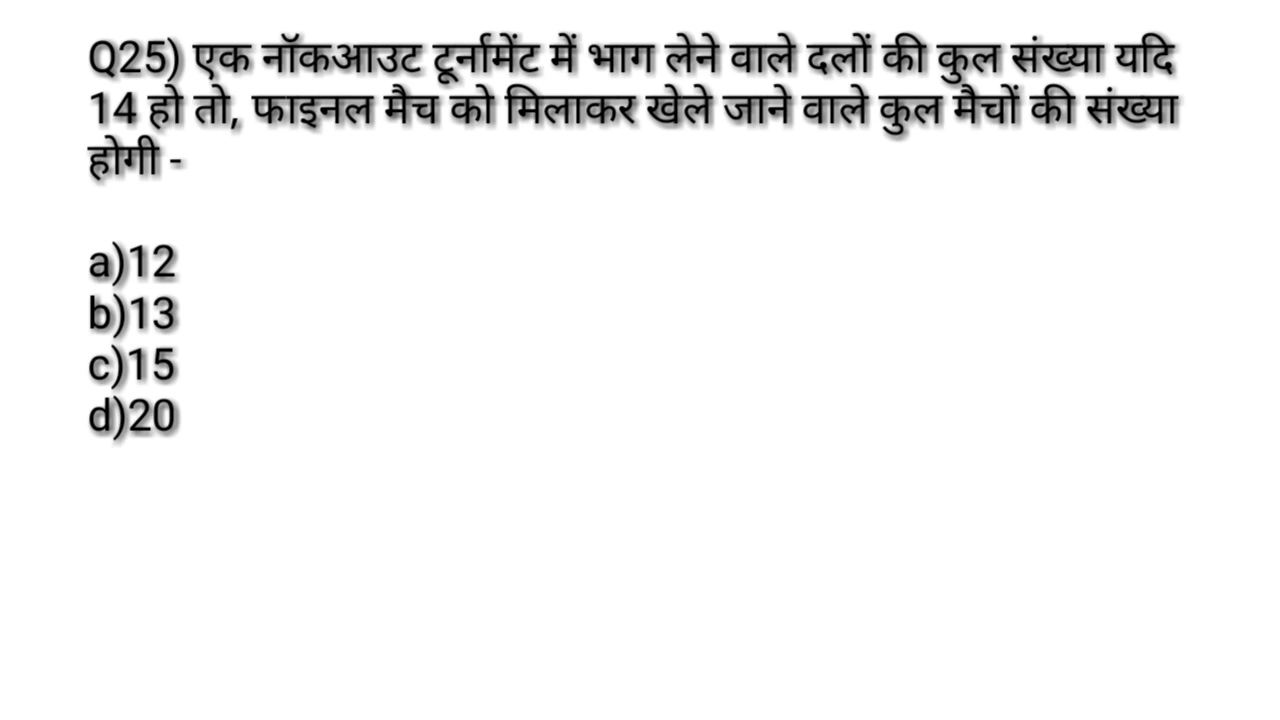 Q25) एक नॉकआउट टूर्नामेंट में भाग लेने वाले दलों की कुल संख्या यदि
14 हो तो, फाइनल मैच को मिलाकर खेले जाने वाले कुल मैचों की संख्या
होगी -
a)12
b)13
c)15
d)20